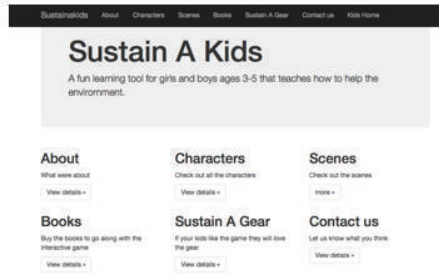 Sustainakids About Characters Scenes Books Sustain A Gear Contact us Kids Home
Sustain A Kids
A fun learning tool for girls and boys ages 3-5 that teaches how to help the
environment.
About
What were about
View details »
Characters
Check out all the characters
View details »
Scenes
Check out the scenes
more »
Books
Buy the books to go along with the
interactive game
View details »
Sustain A Gear
If your kids like the game they will love
the gear
View details »
Contact us
Let us know what you think
View details »